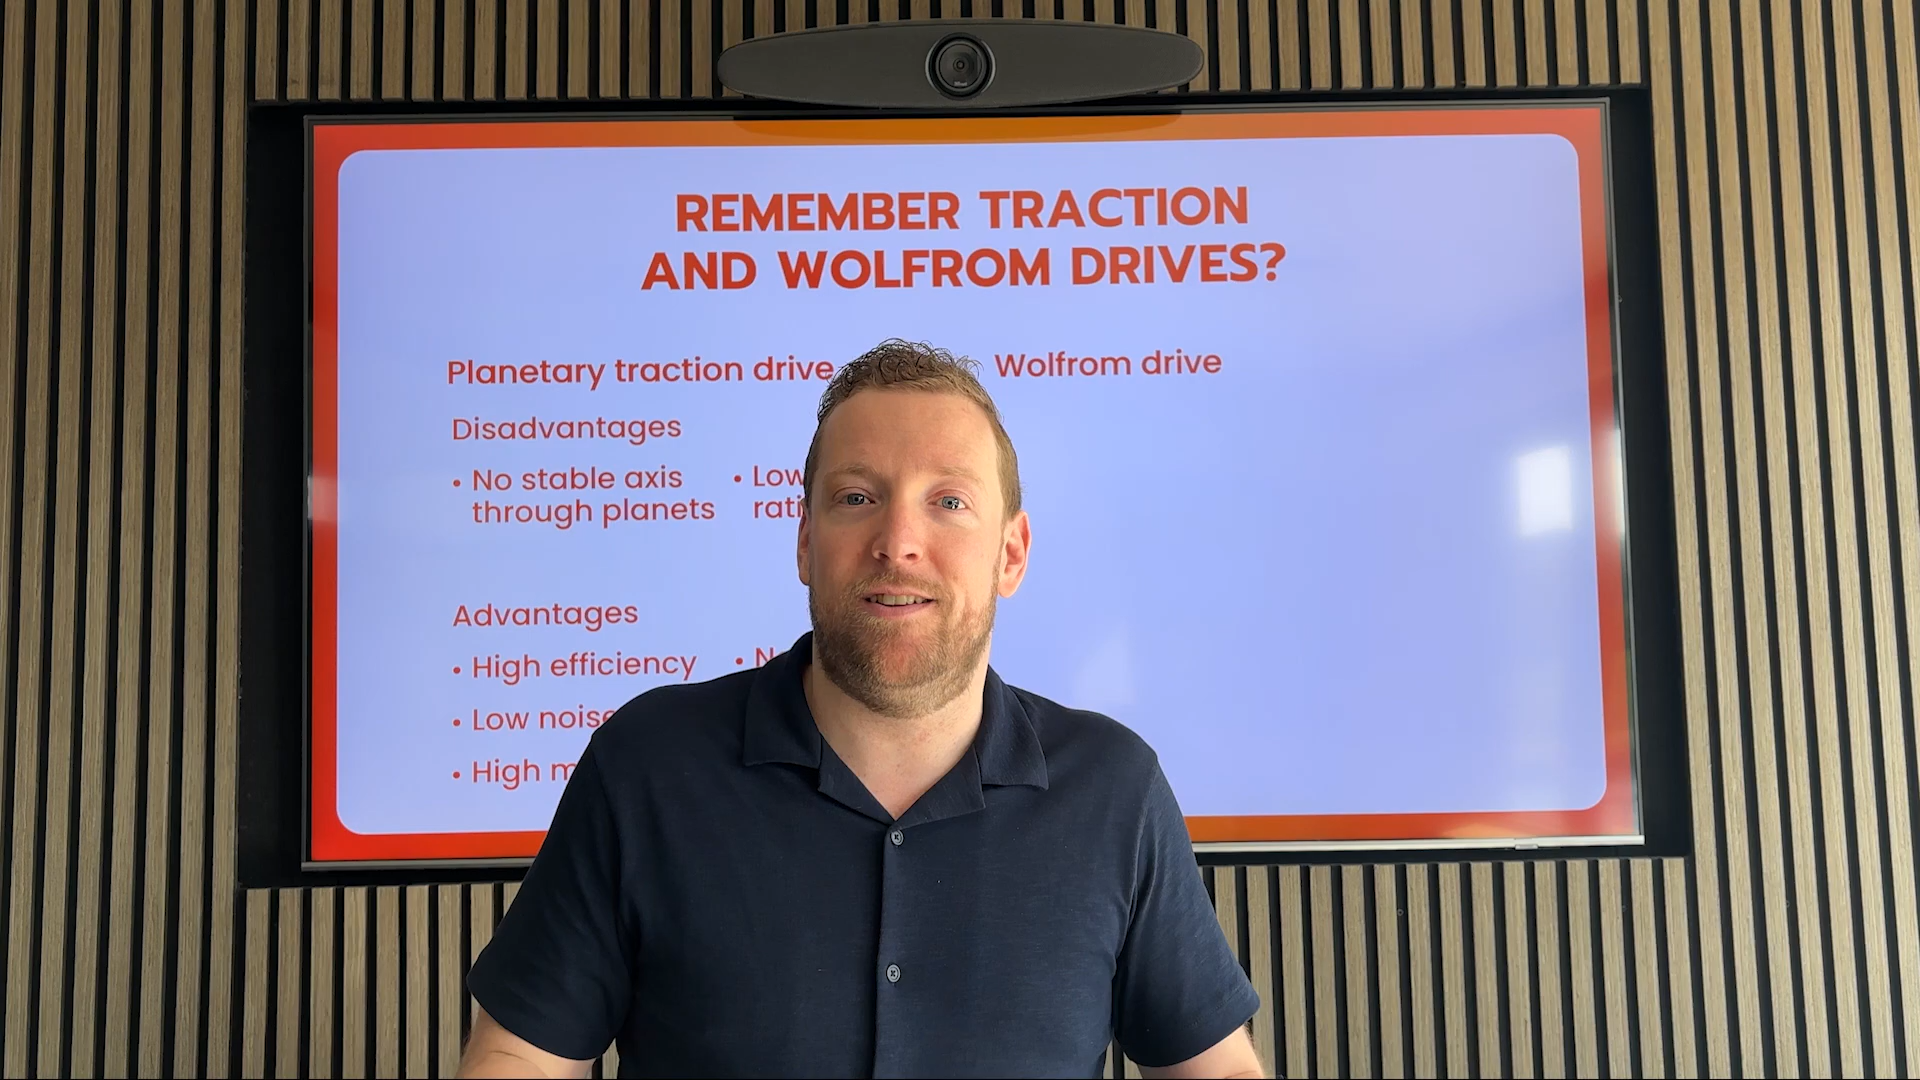 REMEMBER TRACTION
AND WOLFROM DRIVES?
Planetary traction drive
Wolfrom drive
Disadvantages
• No stable axis
through planets
• Low
Advantages
• High efficiency
• Low noise
• High